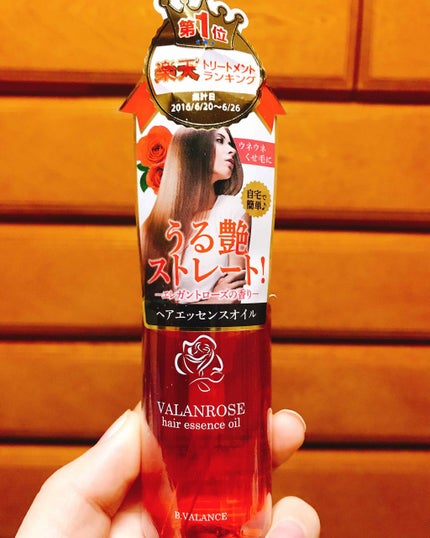 第1位
楽天 トリートメント
ランキング
集計日
2016/6/20～6/26
ウネウネ
くせ毛に
自宅で
簡単♪
うる艶
ストレート!
―エレガントローズの香り―
ヘアエッセンスオイル
VALANROSE
hair essence oil
B.VALANCE